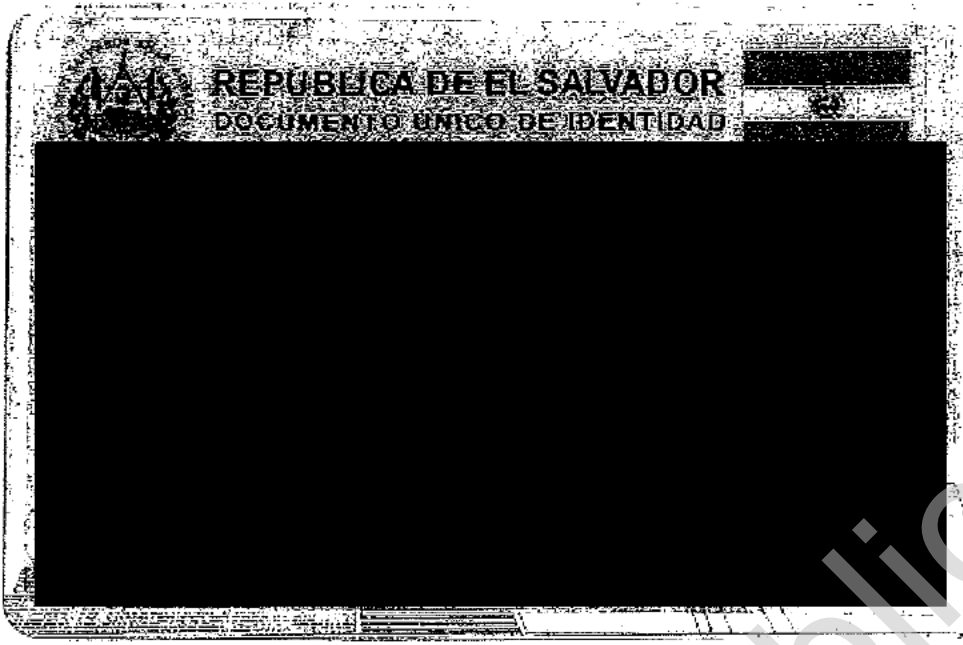 REPUBLICA DE EL SALVADOR
DOCUMENTO UNICO DE IDENTIDAD